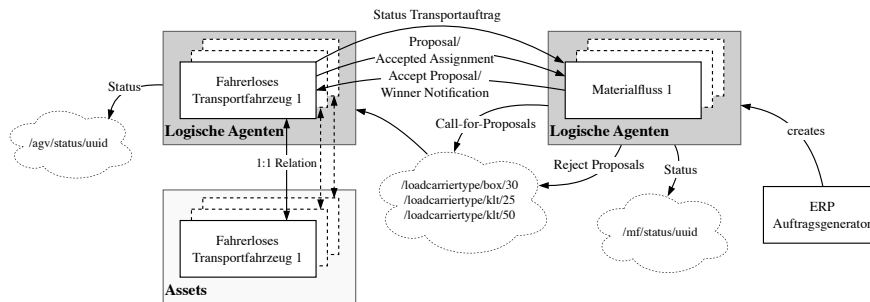 Status Transportauftrag
Proposal/
Accepted Assignment
Accept Proposal/
Winner Notification
Fahrerloses
Transportfahrzeug 1
Logische Agenten
Status
/agv/status/uuid
Materialfluss 1
Logische Agenten
Call-for-Proposals
Reject Proposals
Status
creates
1:1 Relation
/loadcarriertype/box/30
/loadcarriertype/klt/25
/loadcarriertype/klt/50
/mf/status/uuid
ERP
Auftragsgenerator
Fahrerloses
Transportfahrzeug 1
Assets